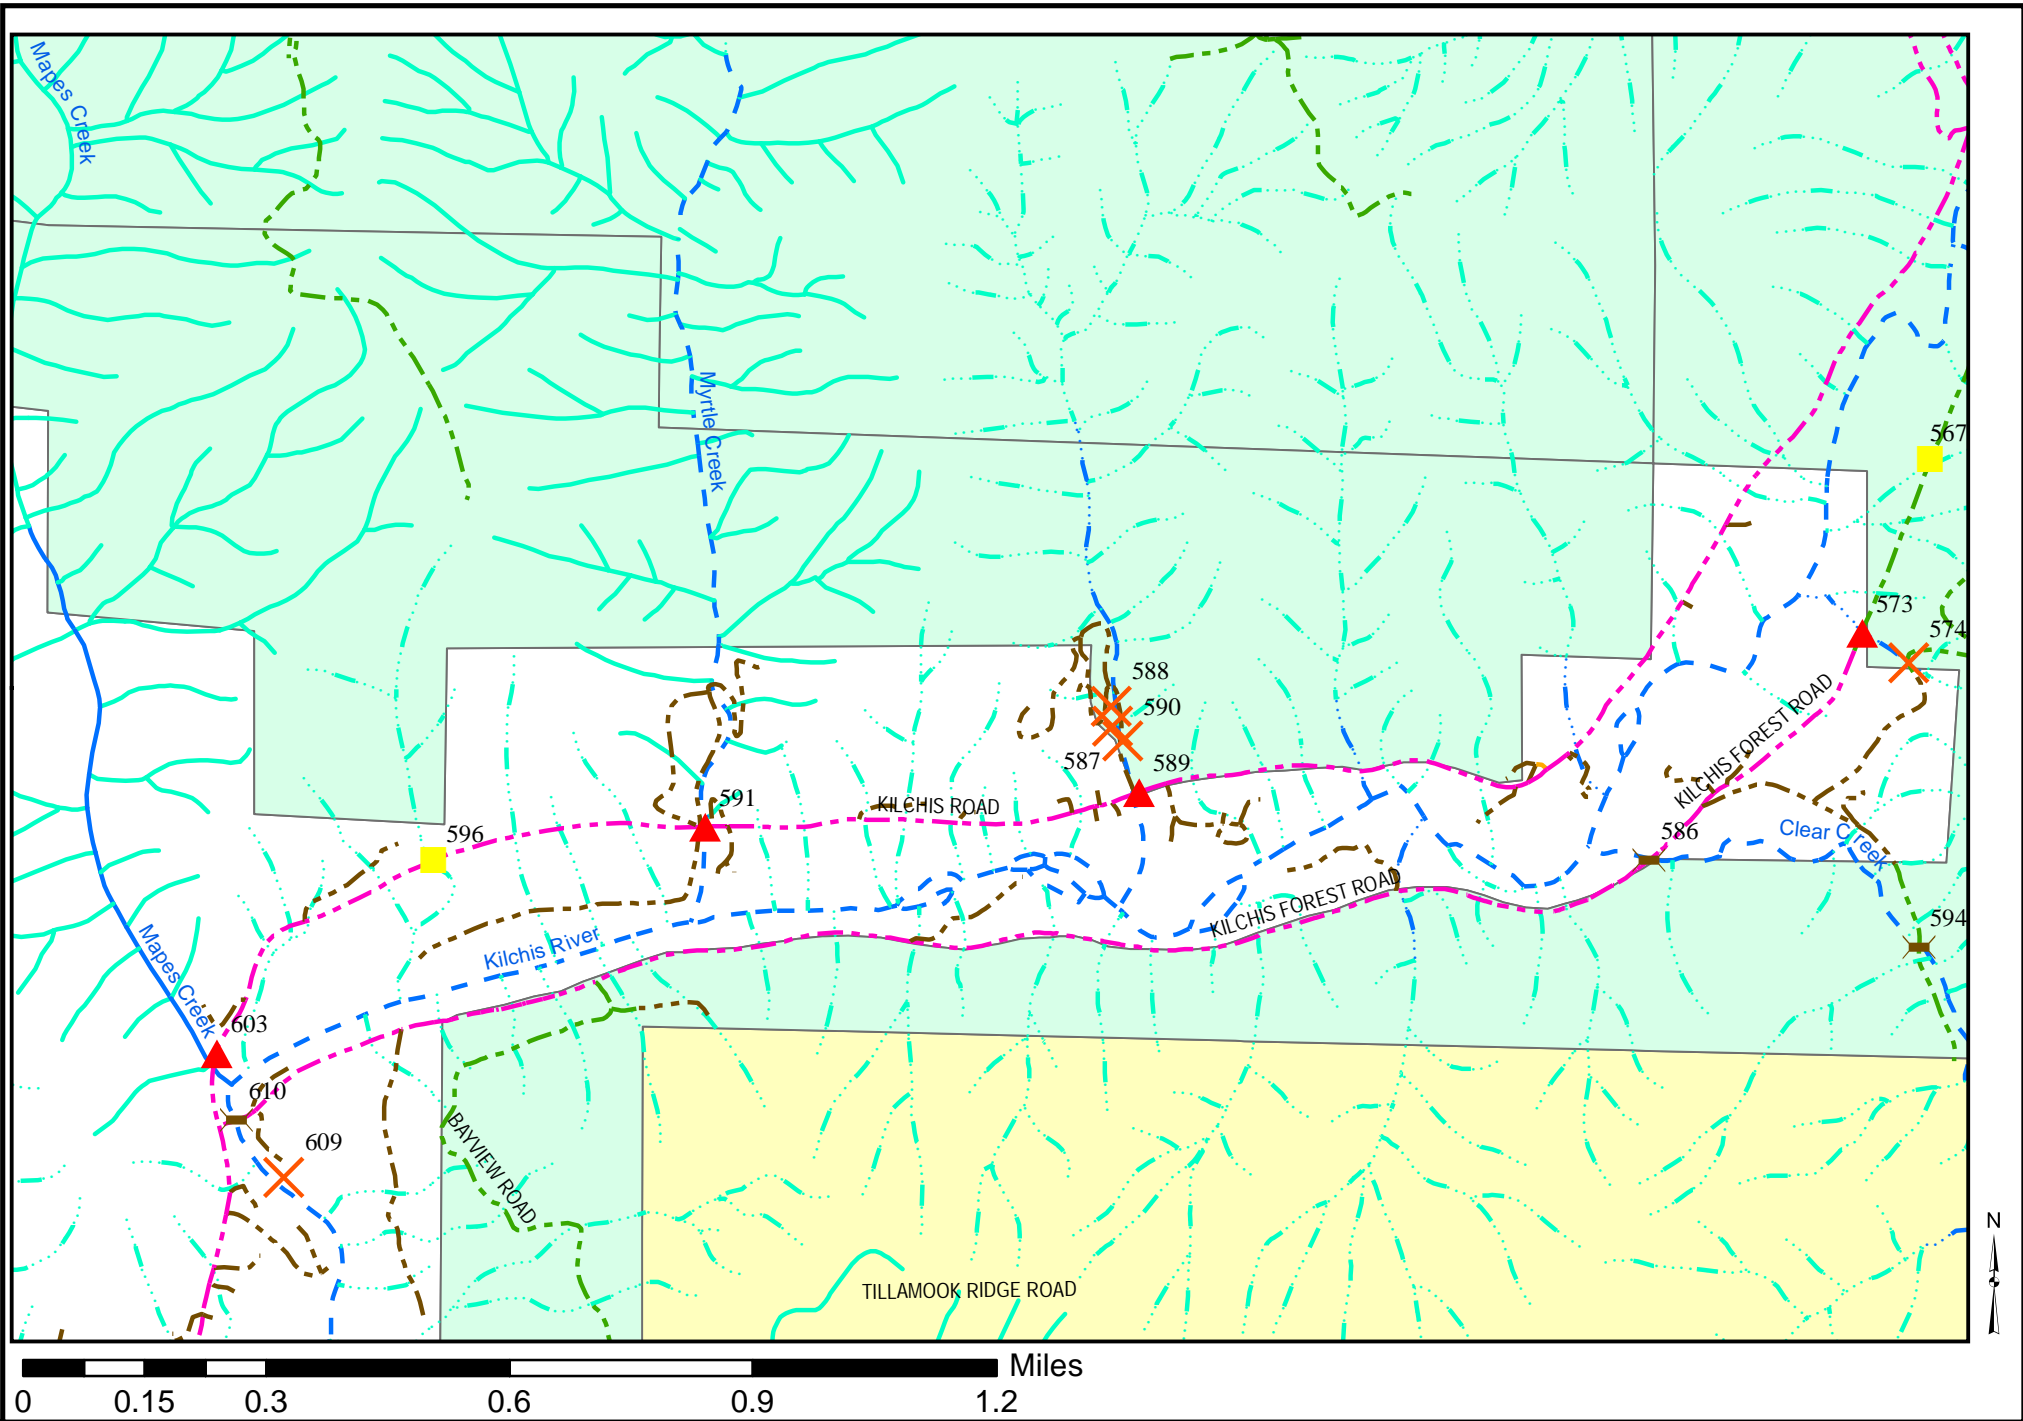 Mapes Creek
Myrtle Creek
567
573
574
588
590
587
589
591
KILCHIS ROAD
596
KILCHIS FOREST ROAD
586
Clear Creek
KILCHIS FOREST ROAD
594
Kilchis River
Mapes Creek
603
610
609
BAYVIEW ROAD
TILLAMOOK RIDGE ROAD
N
Miles
0 0.15 0.3 0.6 0.9 1.2